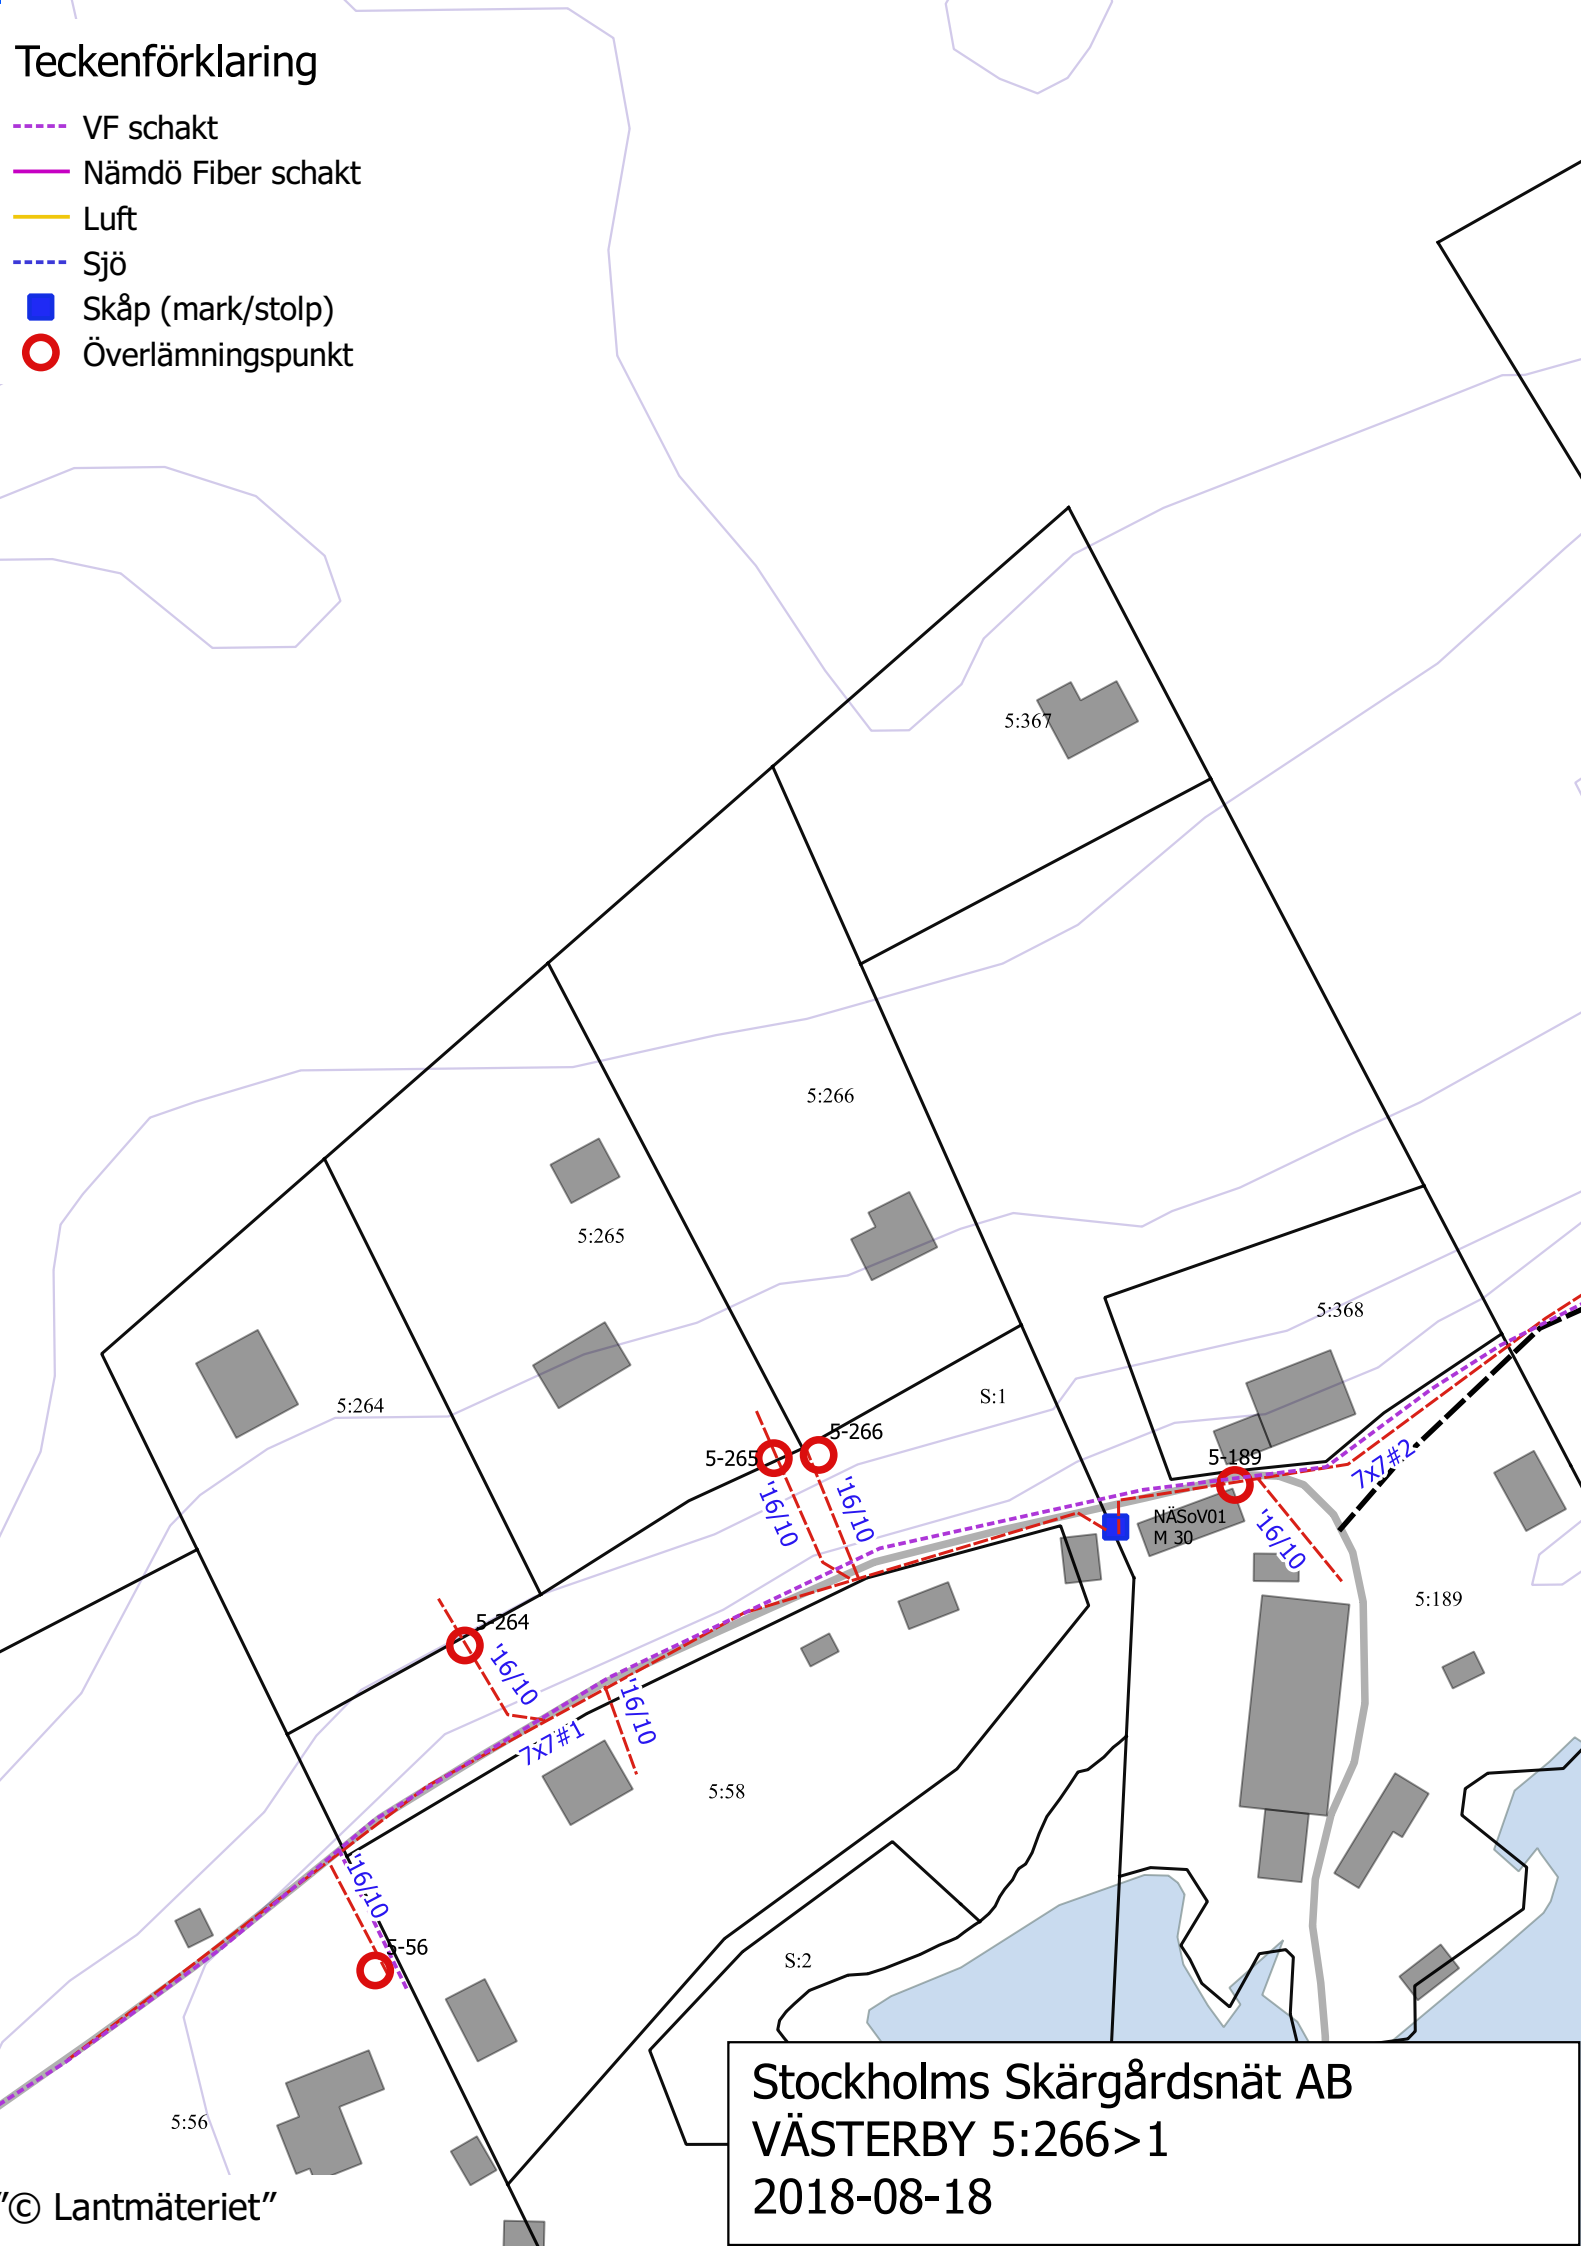 Teckenförklaring
VF schakt
Nämdö Fiber schakt
Luft
Sjö
Skåp (mark/stolp)
Överlämningspunkt
5:367
5:266
5:265
5:368
5:264
S:1
5-266
5-265
5-189
7x7#2
'16/10
'16/10
NÄSoV01
M 30
'16/10
5:189
5-264
'16/10
'16/10
7x7#1
5:58
'16/10
5-56
S:2
5:56
Stockholms Skärgårdsnät AB
VÄSTERBY 5:266>1
2018-08-18
"© Lantmäteriet"